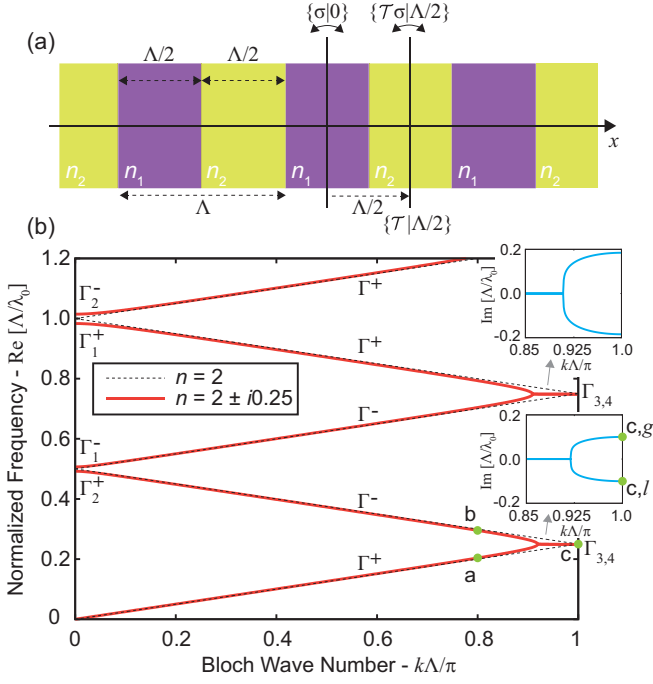 (a)
{σ|0}
{𝒯σ|Λ/2}
Λ/2
Λ/2
x
n₂
n₁
n₂
n₁
n₂
n₁
n₂
Λ
Λ/2
{𝒯|Λ/2}
(b)
Normalized Frequency - Re [Λ/λ₀]
1.2
1.0
0.8
0.6
0.4
0.2
0
Γ₂⁻
Γ₁⁺
Γ₁⁻
Γ₂⁺
Γ⁺
Γ⁺
Γ⁻
Γ⁻
Γ⁺
n = 2
n = 2 ± i0.25
b
a
c
Γ₃,₄
Γ₃,₄
Im [Λ/λ₀]
0.2
0.0
-0.2
0.85
0.925
1.0
kΛ/π
Im [Λ/λ₀]
0.2
0.0
-0.2
0.85
0.925
1.0
kΛ/π
c,g
c,l
0
0.2
0.4
0.6
0.8
1
Bloch Wave Number - kΛ/π